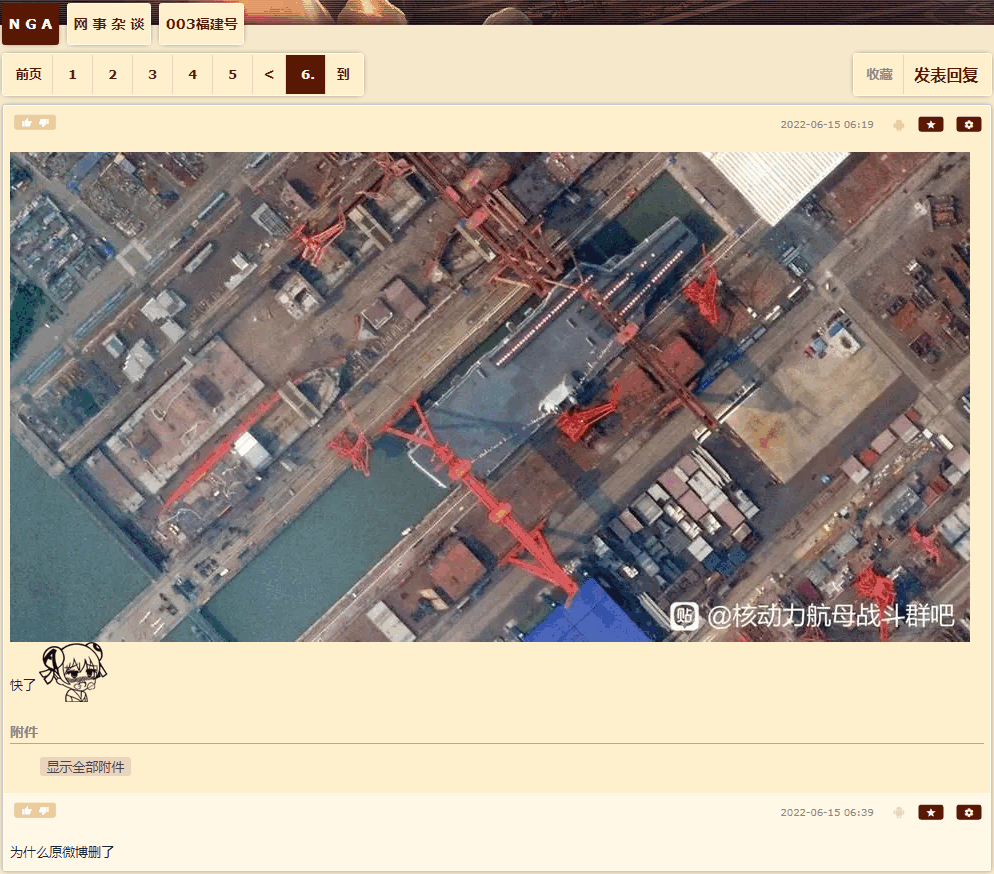 N G A 网 事 杂 谈 003福建号
前页 1 2 3 4 5 < 6. 到 收藏 发表回复
2022-06-15 06:19
贴 @核动力航母战斗群吧
快了
附件
显示全部附件
2022-06-15 06:39
为什么原微博删了